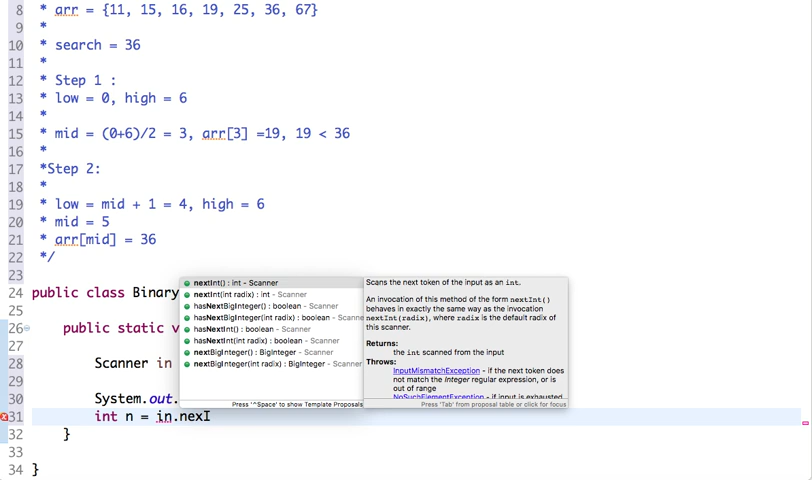 8 * arr = {11, 15, 16, 19, 25, 36, 67}
9 *
10 * search = 36
11 *
12 * Step 1 :
13 * low = 0, high = 6
14 *
15 * mid = (0+6)/2 = 3, arr[3] =19, 19 < 36
16 *
17 *Step 2:
18 *
19 * low = mid + 1 = 4, high = 6
20 * mid = 5
21 * arr[mid] = 36
22 */
23
24 public class Binary
25
26 public static v
27
28 Scanner in
29
30 System.out.
31 int n = in.nexI
32 }
33
34 }
nextInt() : int - Scanner
nextInt(int radix) : int - Scanner
hasNextBigInteger() : boolean - Scanner
hasNextBigInteger(int radix) : boolean - Scanne
hasNextInt() : boolean - Scanner
hasNextInt(int radix) : boolean - Scanner
nextBigInteger() : BigInteger - Scanner
nextBigInteger(int radix) : BigInteger - Scanner
Press '^Space' to show Template Proposals
Scans the next token of the input as an int.
An invocation of this method of the form nextInt()
behaves in exactly the same way as the invocation
nextInt(radix), where radix is the default radix of
this scanner.
Returns:
the int scanned from the input
Throws:
InputMismatchException - if the next token does
not match the Integer regular expression, or is
out of range
NoSuchElementException - if input is exhausted
Press 'Tab' from proposal table or click for focus